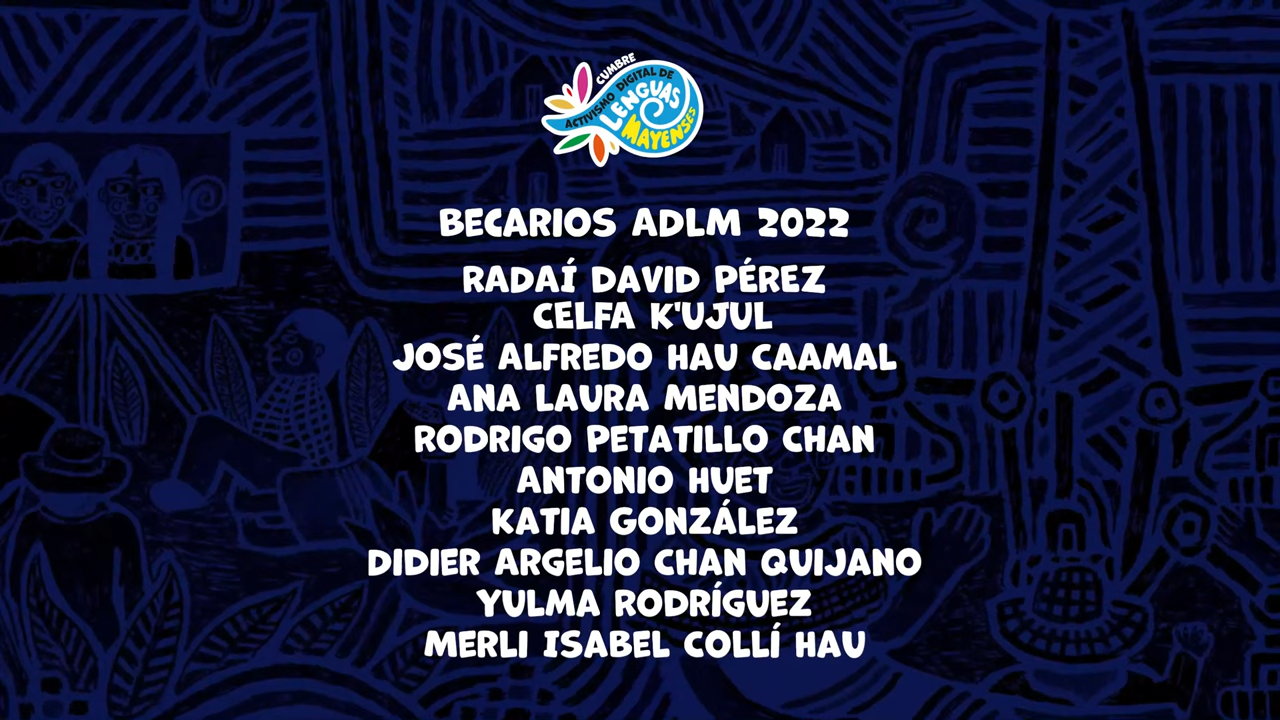 CUMBRE
ACTIVISMO DIGITAL DE
LENGUAS
MAYENSES
BECARIOS ADLM 2022
RADAÍ DAVID PÉREZ
CELFA K'UJUL
JOSÉ ALFREDO HAU CAAMAL
ANA LAURA MENDOZA
RODRIGO PETATILLO CHAN
ANTONIO HUET
KATIA GONZÁLEZ
DIDIER ARGELIO CHAN QUIJANO
YULMA RODRÍGUEZ
MERLI ISABEL COLLÍ HAU